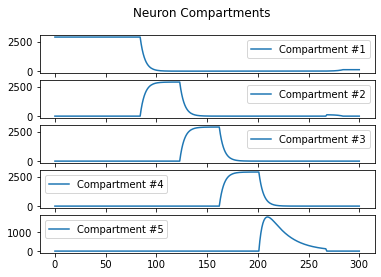 Neuron Compartments
2500
0
Compartment #1
2500
0
Compartment #2
2500
0
Compartment #3
2500
0
Compartment #4
1000
0
Compartment #5
0 50 100 150 200 250 300